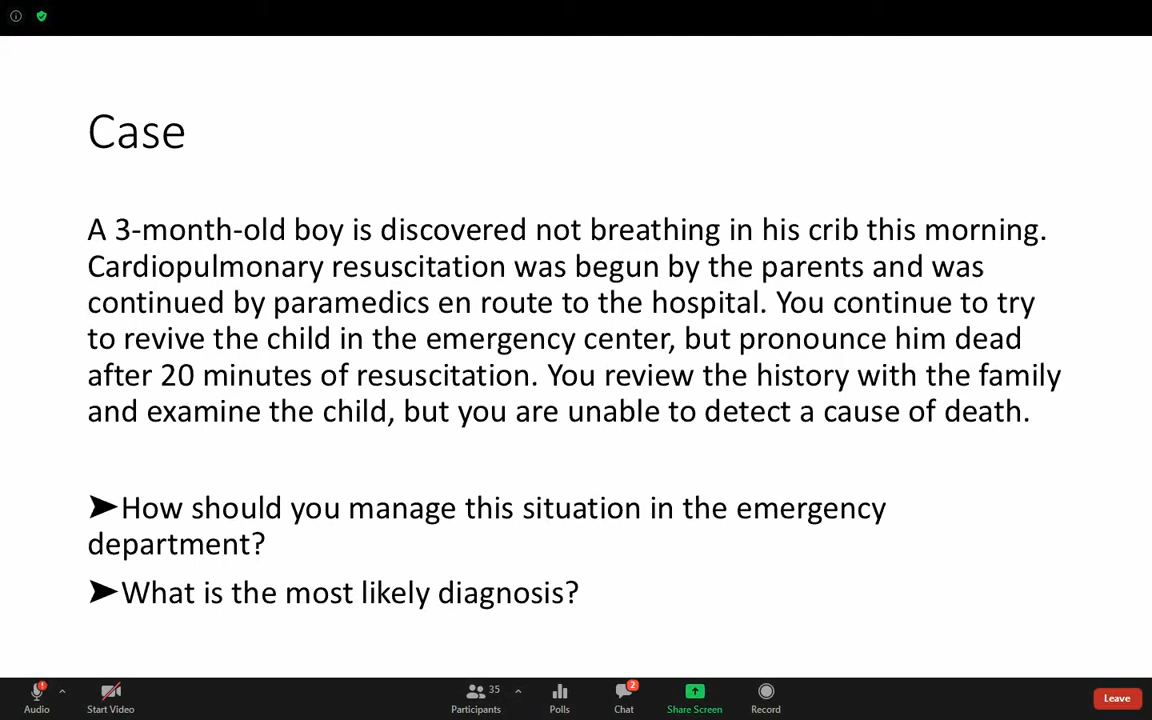 Case
A 3-month-old boy is discovered not breathing in his crib this morning.
Cardiopulmonary resuscitation was begun by the parents and was
continued by paramedics en route to the hospital. You continue to try
to revive the child in the emergency center, but pronounce him dead
after 20 minutes of resuscitation. You review the history with the family
and examine the child, but you are unable to detect a cause of death.
➤How should you manage this situation in the emergency
department?
➤What is the most likely diagnosis?
Audio
Start Video
35
Participants
Polls
2
Chat
Share Screen
Record
Leave